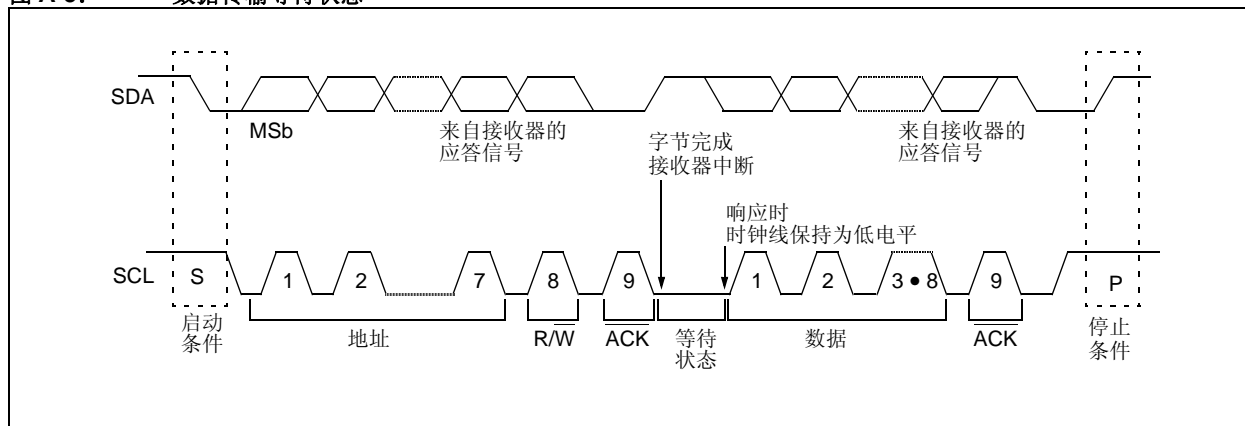 SDA
MSb
来自接收器的
应答信号
字节完成
接收器中断
来自接收器的
应答信号
响应时
时钟线保持为低电平
SCL
S
1
2
7
8
9
1
2
3 • 8
9
P
启动
条件
地址
R/W
ACK
等待
状态
数据
ACK
停止
条件